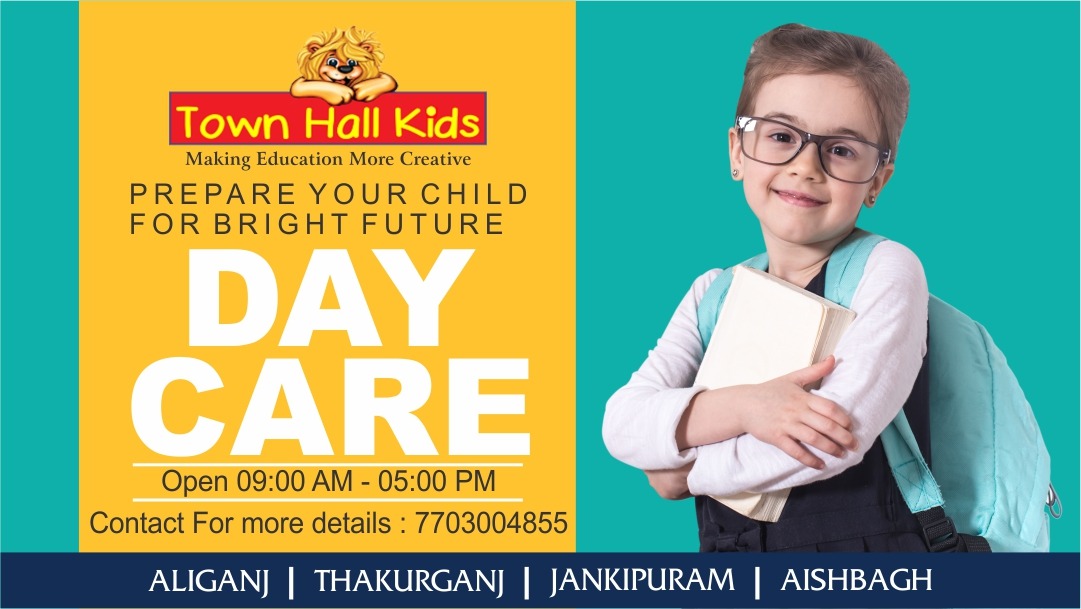 Town Hall Kids
Making Education More Creative
PREPARE YOUR CHILD
FOR BRIGHT FUTURE
DAY
CARE
Open 09:00 AM - 05:00 PM
Contact For more details : 7703004855
ALIGANJ | THAKURGANJ | JANKIPURAM | AISHBAGH